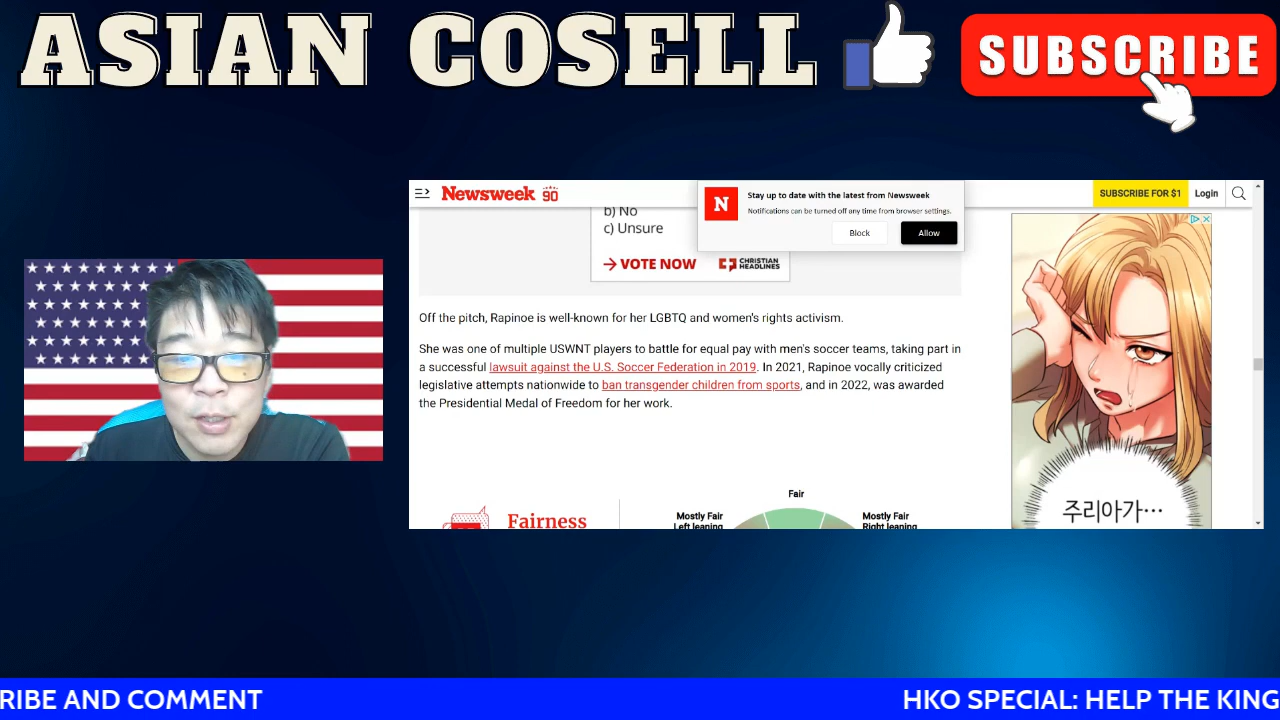 ASIAN COSELL
SUBSCRIBE
Newsweek 90
N
Stay up to date with the latest from Newsweek
Notifications can be turned off any time from browser settings.
Block
Allow
SUBSCRIBE FOR $1
Login
b) No
c) Unsure
VOTE NOW
CHRISTIAN
HEADLINES
Off the pitch, Rapinoe is well-known for her LGBTQ and women's rights activism.
She was one of multiple USWNT players to battle for equal pay with men's soccer teams, taking part in
a successful lawsuit against the U.S. Soccer Federation in 2019. In 2021, Rapinoe vocally criticized
legislative attempts nationwide to ban transgender children from sports, and in 2022, was awarded
the Presidential Medal of Freedom for her work.
Fairness
Fair
Mostly Fair
Left leaning
Mostly Fair
Right leaning
주리아가…
RIBE AND COMMENT
HKO SPECIAL: HELP THE KING